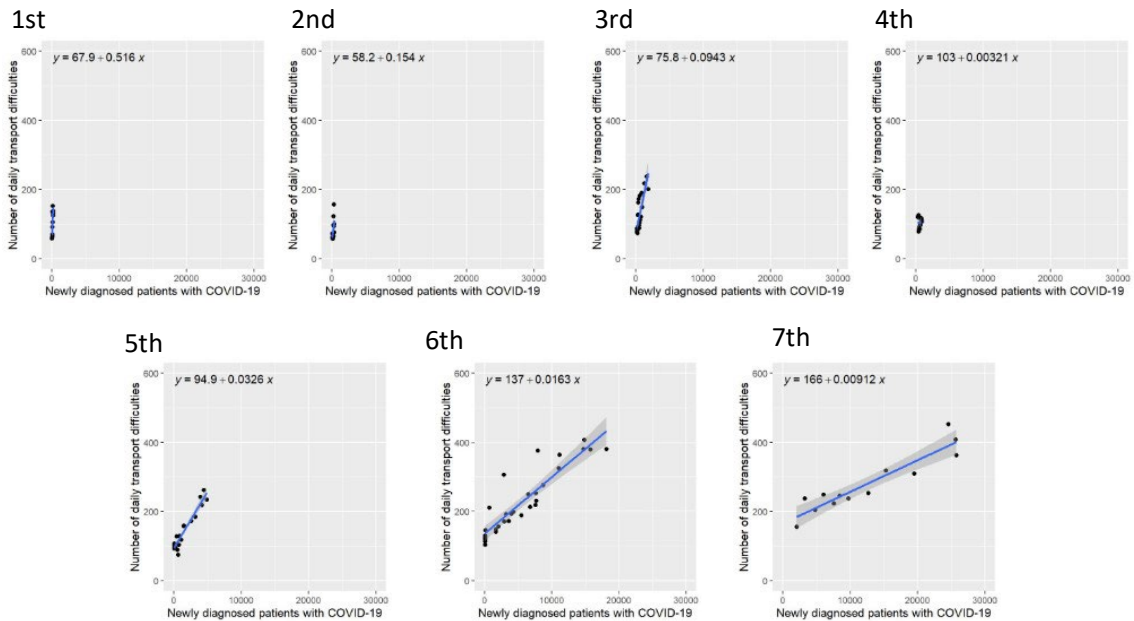 1st
2nd
3rd
4th
600
400
200
0
Number of daily transport difficulties
y = 67.9 + 0.516 x
0
10000
20000
30000
Newly diagnosed patients with COVID-19
600
400
200
0
Number of daily transport difficulties
y = 58.2 + 0.154 x
0
10000
20000
30000
Newly diagnosed patients with COVID-19
600
400
200
0
Number of daily transport difficulties
y = 75.8 + 0.0943 x
0
10000
20000
30000
Newly diagnosed patients with COVID-19
600
400
200
0
Number of daily transport difficulties
y = 103 + 0.00321 x
0
10000
20000
30000
Newly diagnosed patients with COVID-19
5th
6th
7th
600
400
200
0
Number of daily transport difficulties
y = 94.9 + 0.0326 x
0
10000
20000
30000
Newly diagnosed patients with COVID-19
600
400
200
0
Number of daily transport difficulties
y = 137 + 0.0163 x
0
10000
20000
30000
Newly diagnosed patients with COVID-19
600
400
200
0
Number of daily transport difficulties
y = 166 + 0.00912 x
0
10000
20000
30000
Newly diagnosed patients with COVID-19